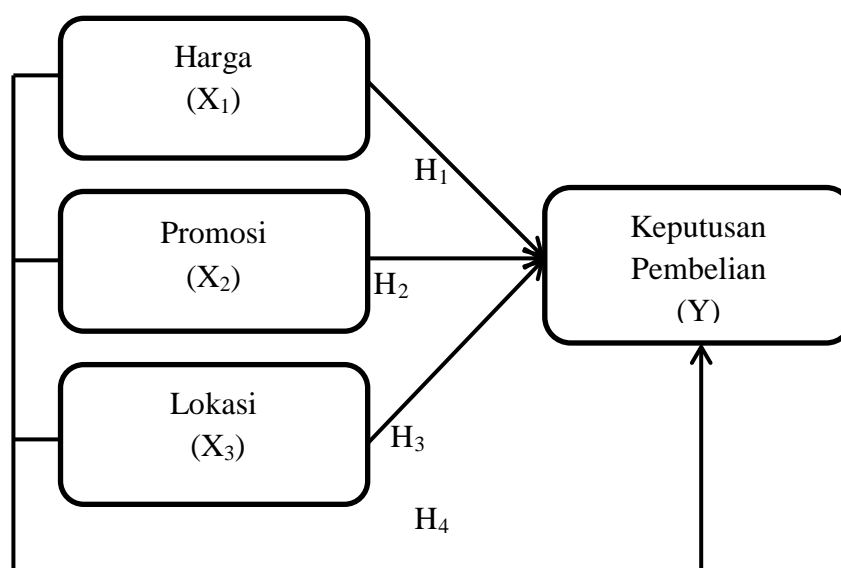 Harga
(X₁)
H₁
Promosi
(X₂)
H₂
Keputusan
Pembelian
(Y)
Lokasi
(X₃)
H₃
H₄